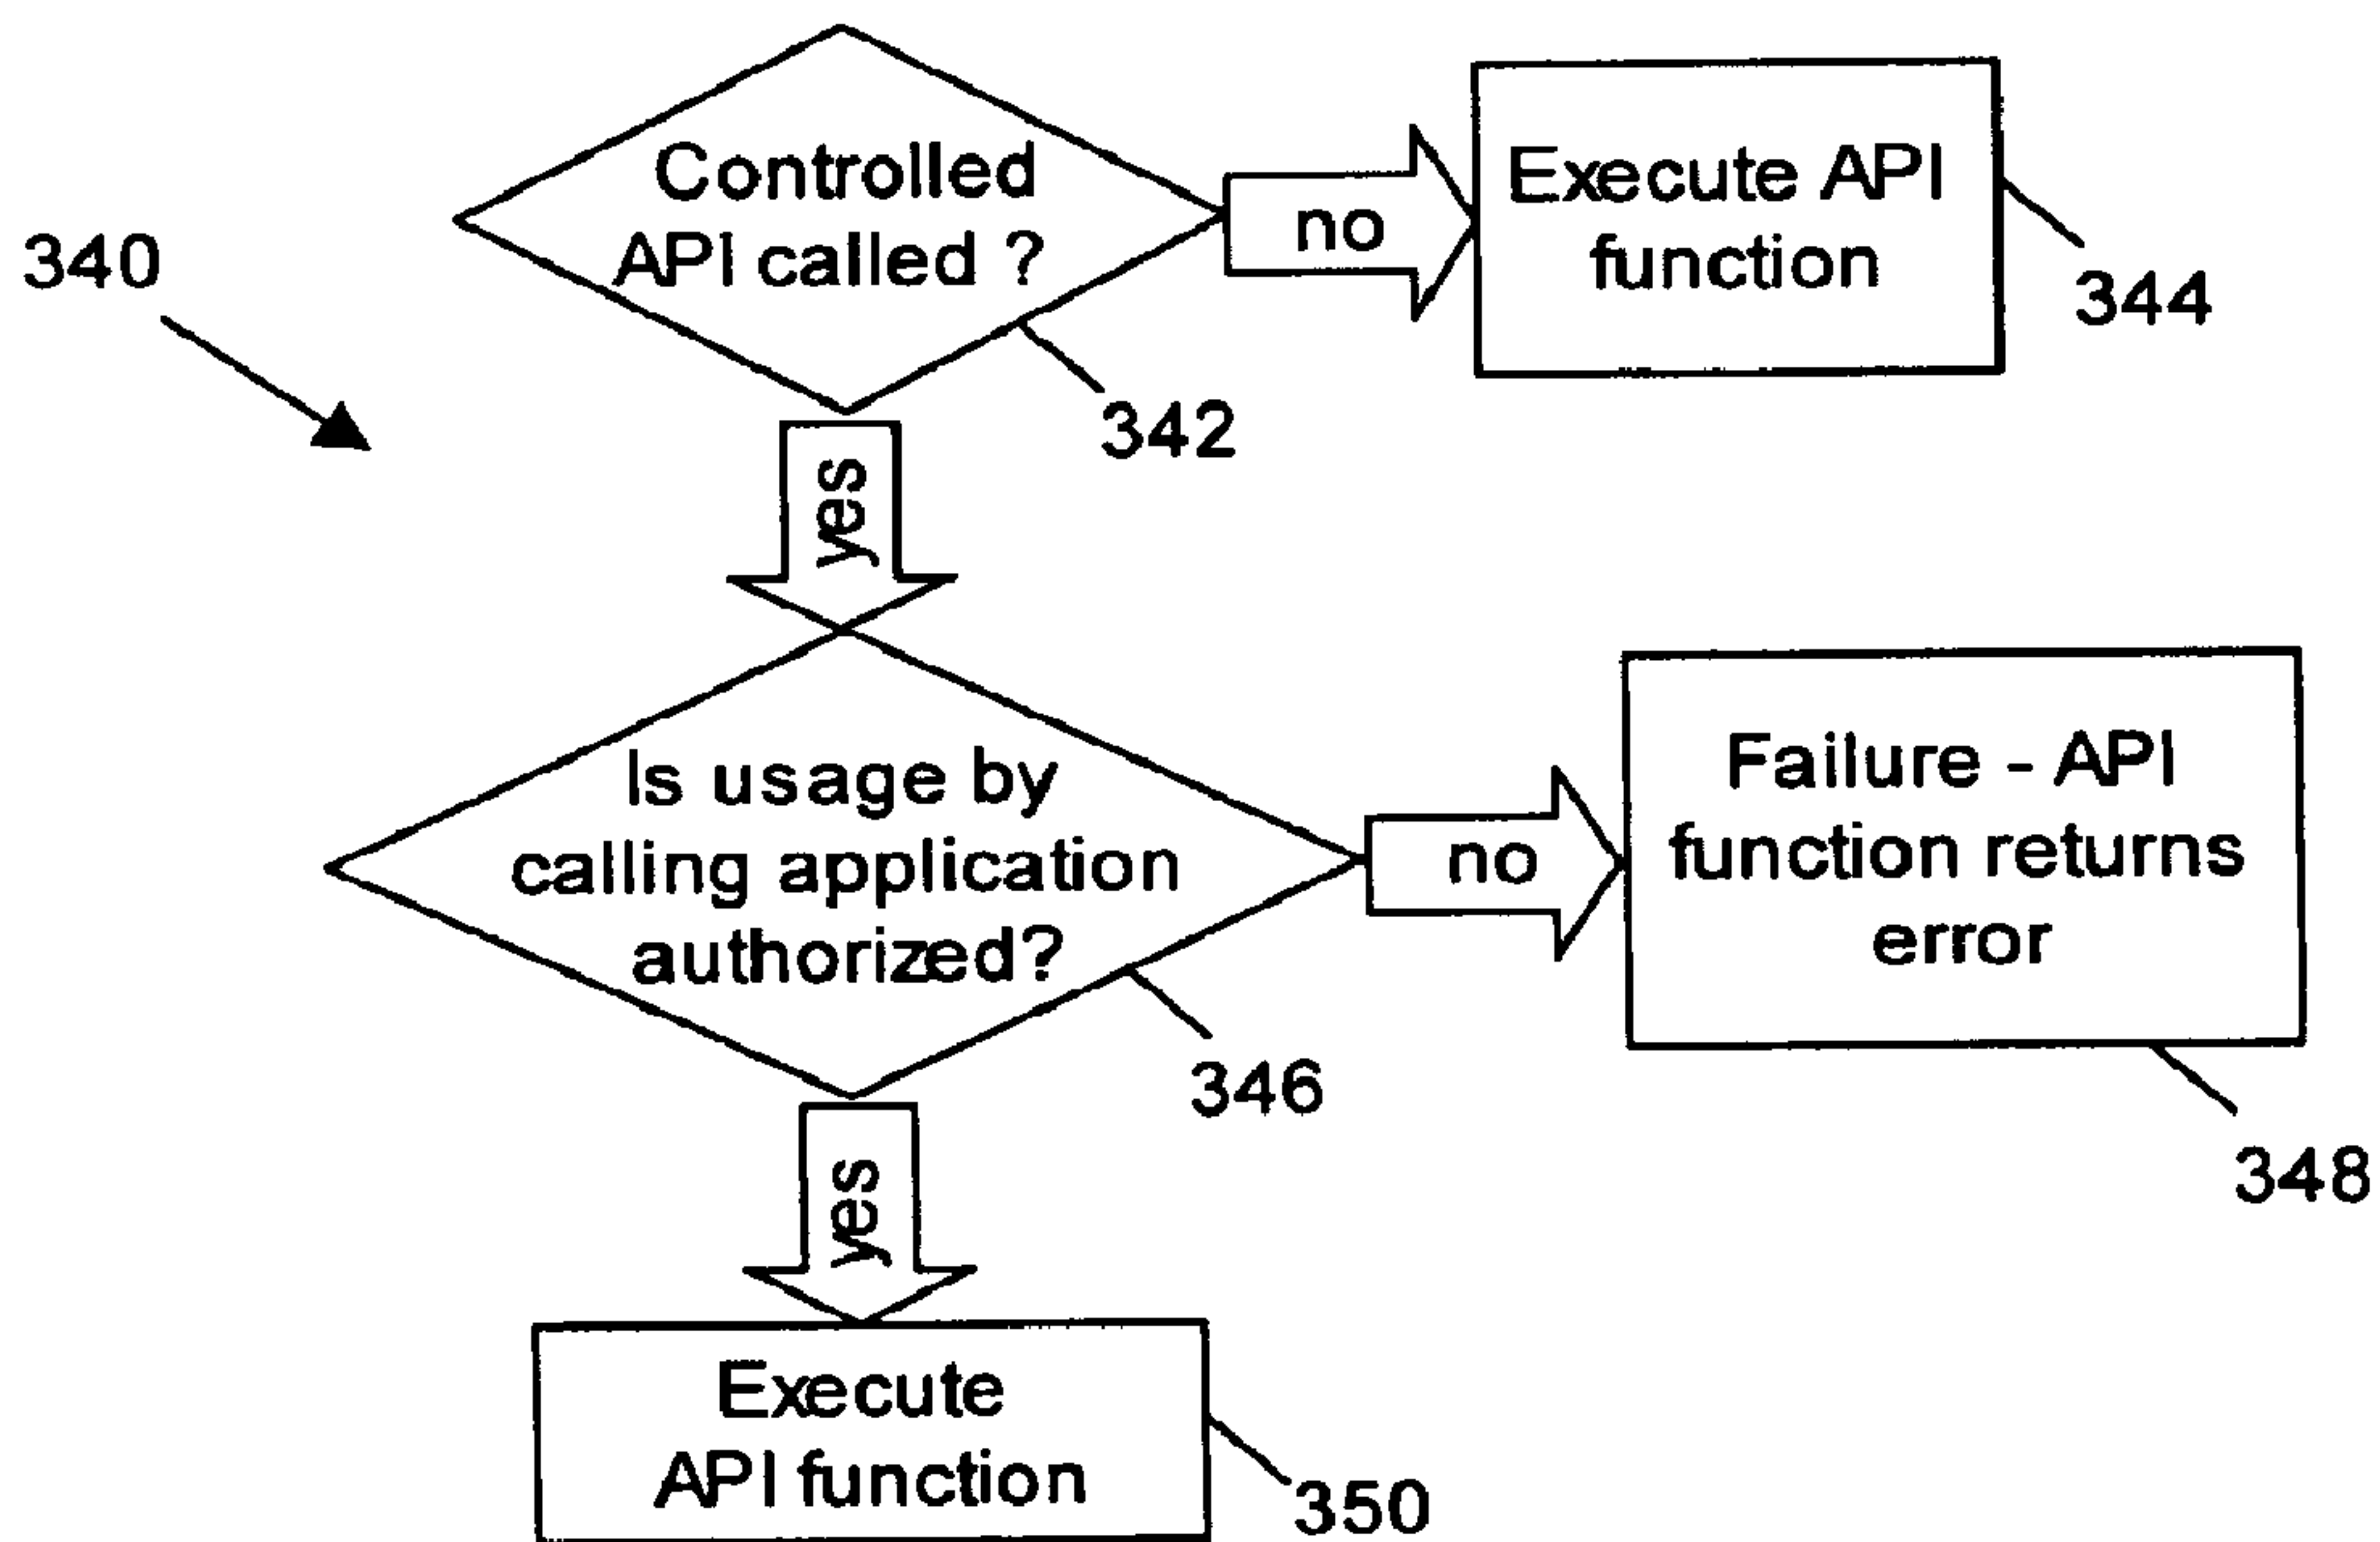 Controlled
API called ?
no
Execute API
function
340
344
342
yes
Is usage by
calling application
authorized?
no
Failure - API
function returns
error
346
348
yes
Execute
API function
350